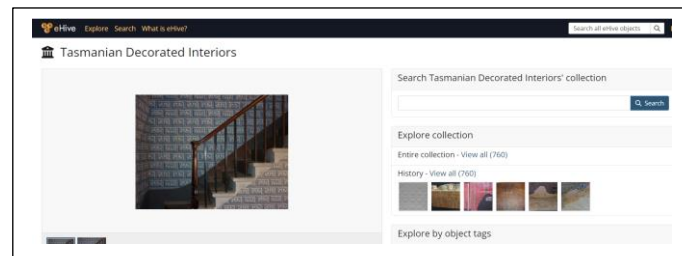 eHive Explore Search What is eHive?
Search all eHive objects
Tasmanian Decorated Interiors
Search Tasmanian Decorated Interiors' collection
Search
Explore collection
Entire collection - View all (760)
History - View all (760)
Explore by object tags